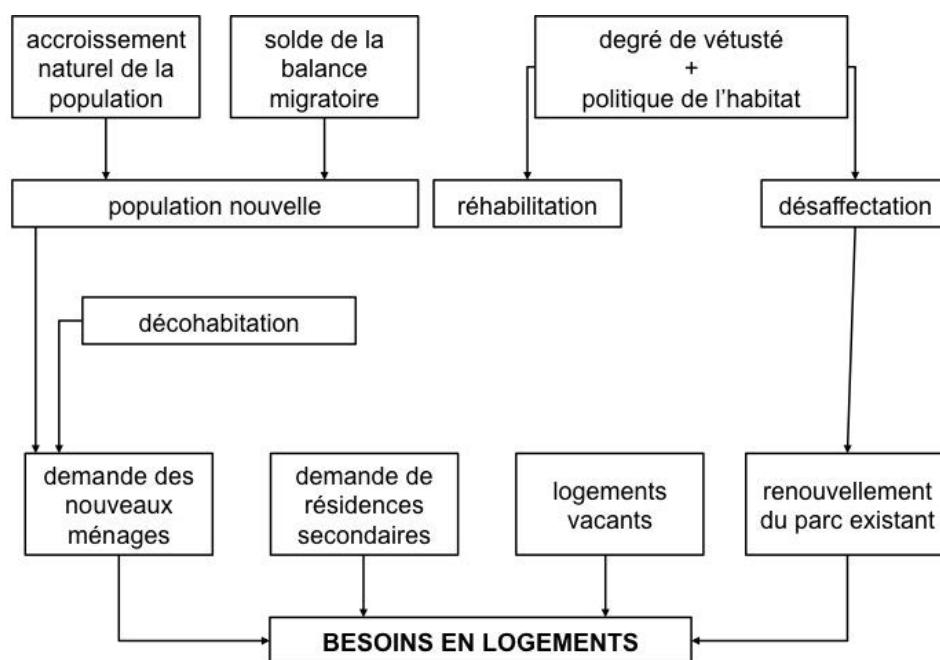 accroissement
naturel de la
population
solde de la
balance
migratoire
degré de vétusté
+
politique de l'habitat
population nouvelle
réhabilitation
désaffectation
décohabitation
demande des
nouveaux
ménages
demande de
résidences
secondaires
logements
vacants
renouvellement
du parc existant
BESOINS EN LOGEMENTS